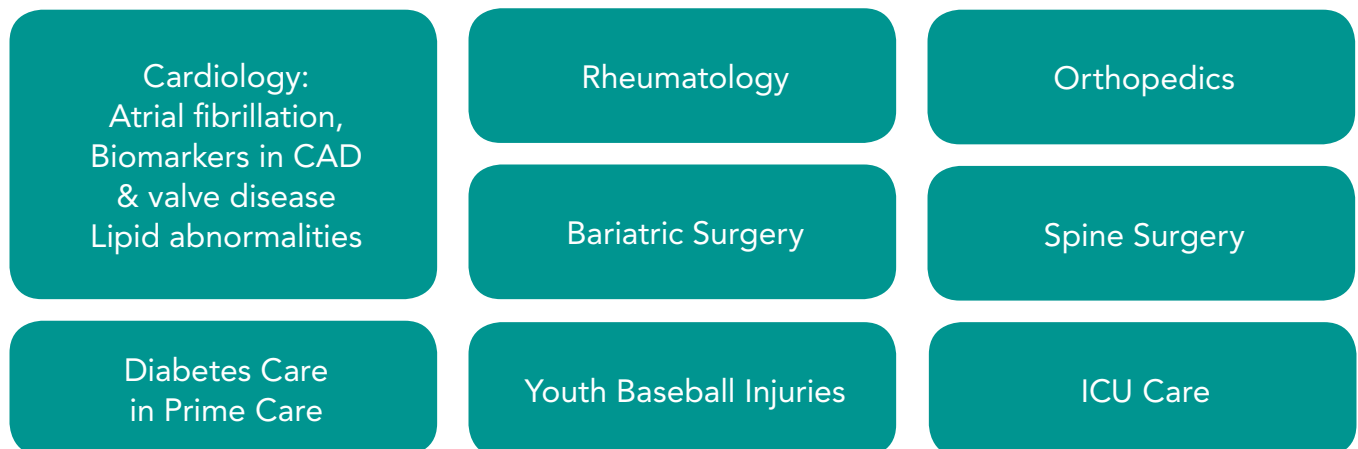 Cardiology:
Atrial fibrillation,
Biomarkers in CAD
& valve disease
Lipid abnormalities
Rheumatology
Orthopedics
Bariatric Surgery
Spine Surgery
Diabetes Care
in Prime Care
Youth Baseball Injuries
ICU Care